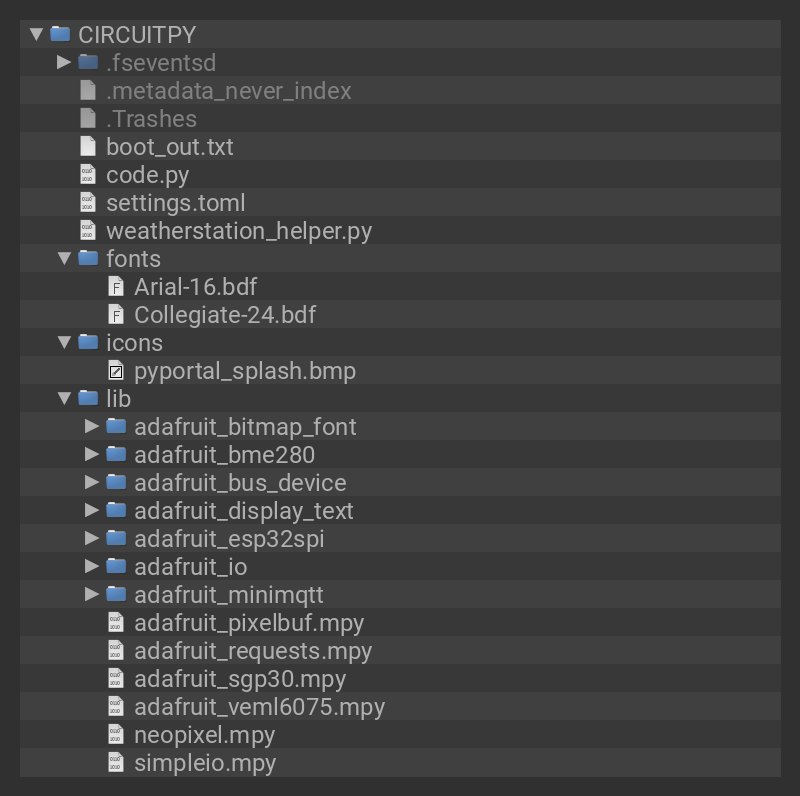 CIRCUITPY
.fseventsd
.metadata_never_index
.Trashes
boot_out.txt
code.py
settings.toml
weatherstation_helper.py
fonts
Arial-16.bdf
Collegiate-24.bdf
icons
pyportal_splash.bmp
lib
adafruit_bitmap_font
adafruit_bme280
adafruit_bus_device
adafruit_display_text
adafruit_esp32spi
adafruit_io
adafruit_minimqtt
adafruit_pixelbuf.mpy
adafruit_requests.mpy
adafruit_sgp30.mpy
adafruit_veml6075.mpy
neopixel.mpy
simpleio.mpy